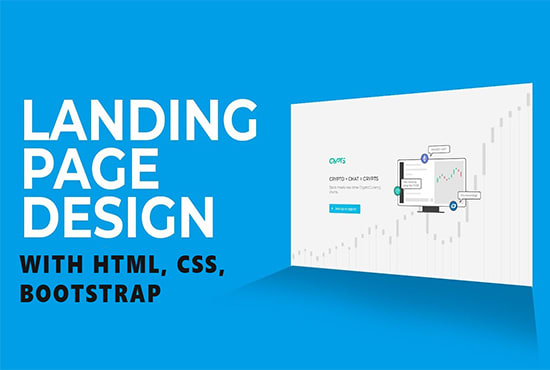 LANDING
PAGE
DESIGN
WITH HTML, CSS,
BOOTSTRAP
CRYPTO + CHAT = CRYPTS